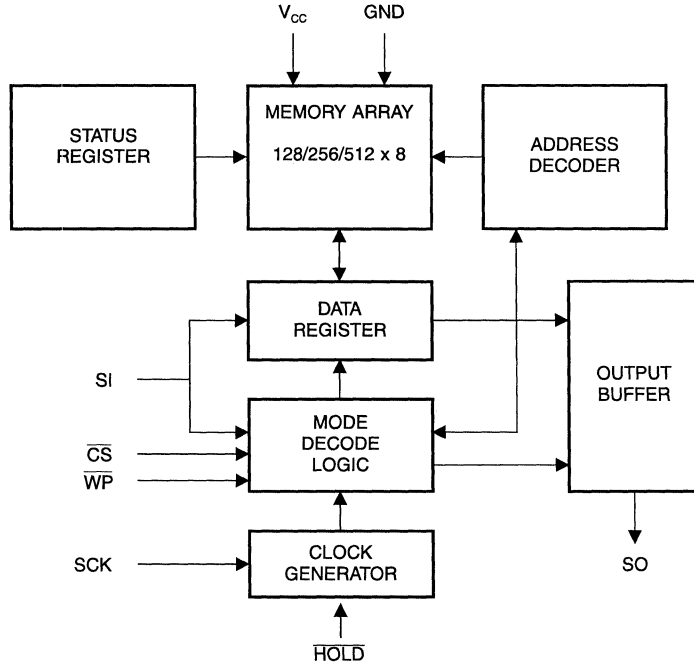 V_CC GND
STATUS
REGISTER
MEMORY ARRAY
128/256/512 x 8
ADDRESS
DECODER
DATA
REGISTER
OUTPUT
BUFFER
SI
MODE
DECODE
LOGIC
CS
WP
SCK
CLOCK
GENERATOR
SO
HOLD